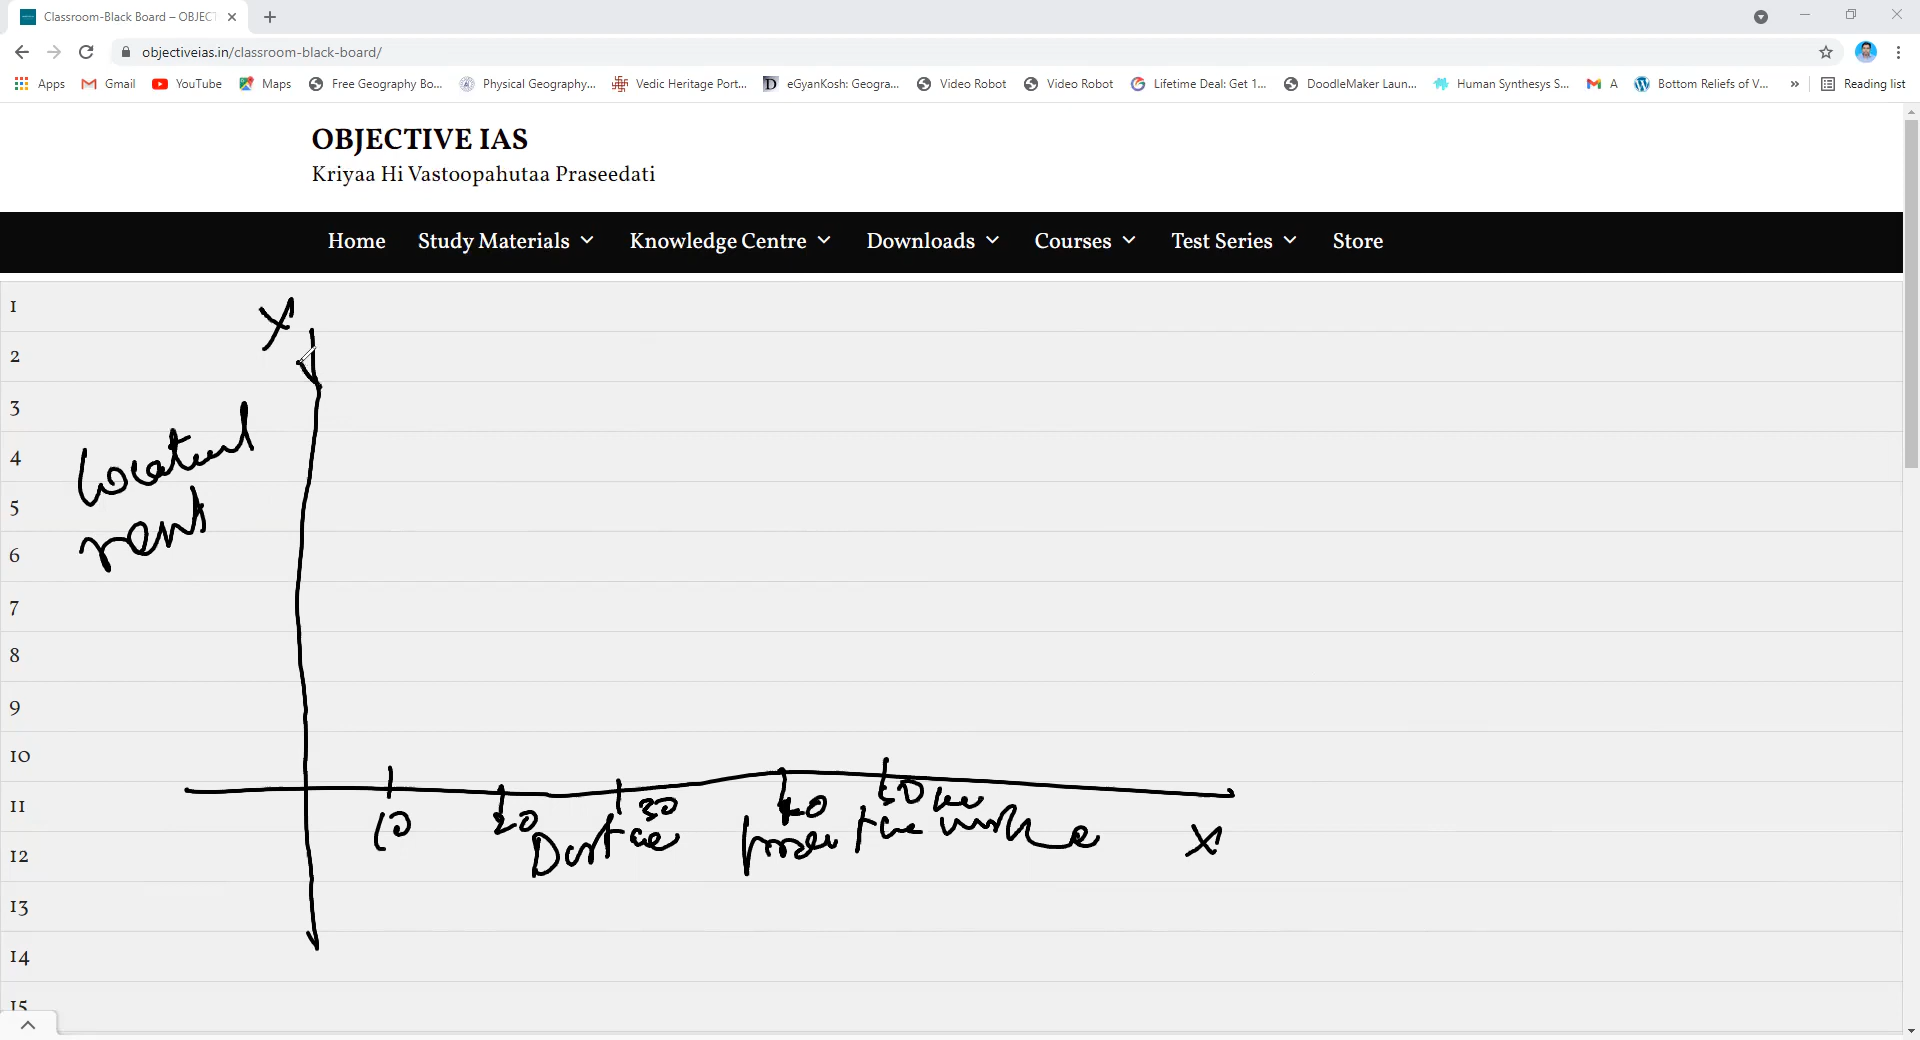 Classroom-Black Board – OBJECT
objectiveias.in/classroom-black-board/
Apps Gmail YouTube Maps Free Geography Bo... Physical Geography... Vedic Heritage Port... eGyanKosh: Geogra... Video Robot Video Robot Lifetime Deal: Get 1... DoodleMaker Laun... Human Synthesys S... A Bottom Reliefs of V... » Reading list
OBJECTIVE IAS
Kriyaa Hi Vastoopahutaa Praseedati
Home Study Materials Knowledge Centre Downloads Courses Test Series Store
1
2
3
4
5
6
7
8
9
10
11
12
13
14
15
Locational
rent
10 20 30 40 50 km
from the X